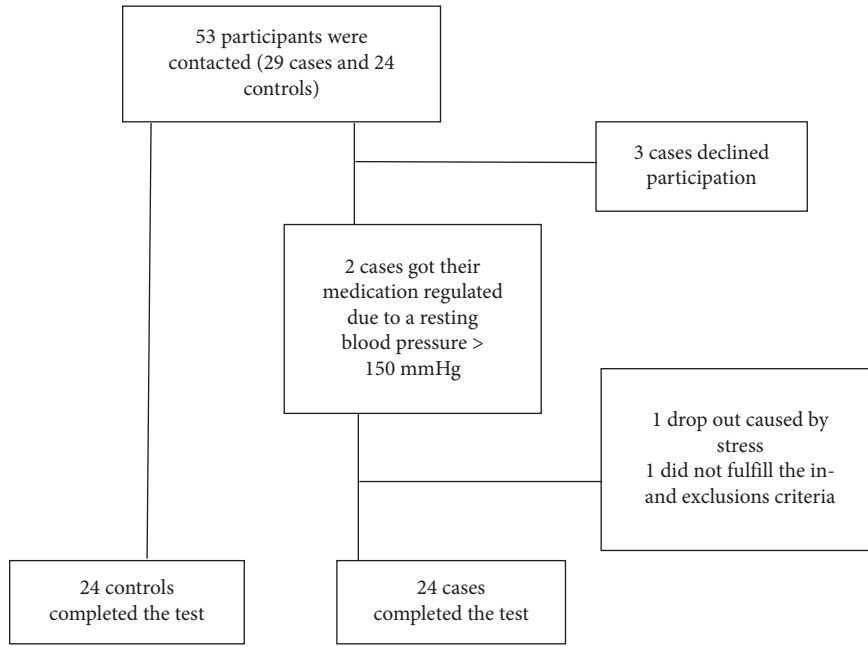 53 participants were
contacted (29 cases and 24
controls)
3 cases declined
participation
2 cases got their
medication regulated
due to a resting
blood pressure >
150 mmHg
1 drop out caused by
stress
1 did not fulfill the in-
and exclusions criteria
24 controls
completed the test
24 cases
completed the test